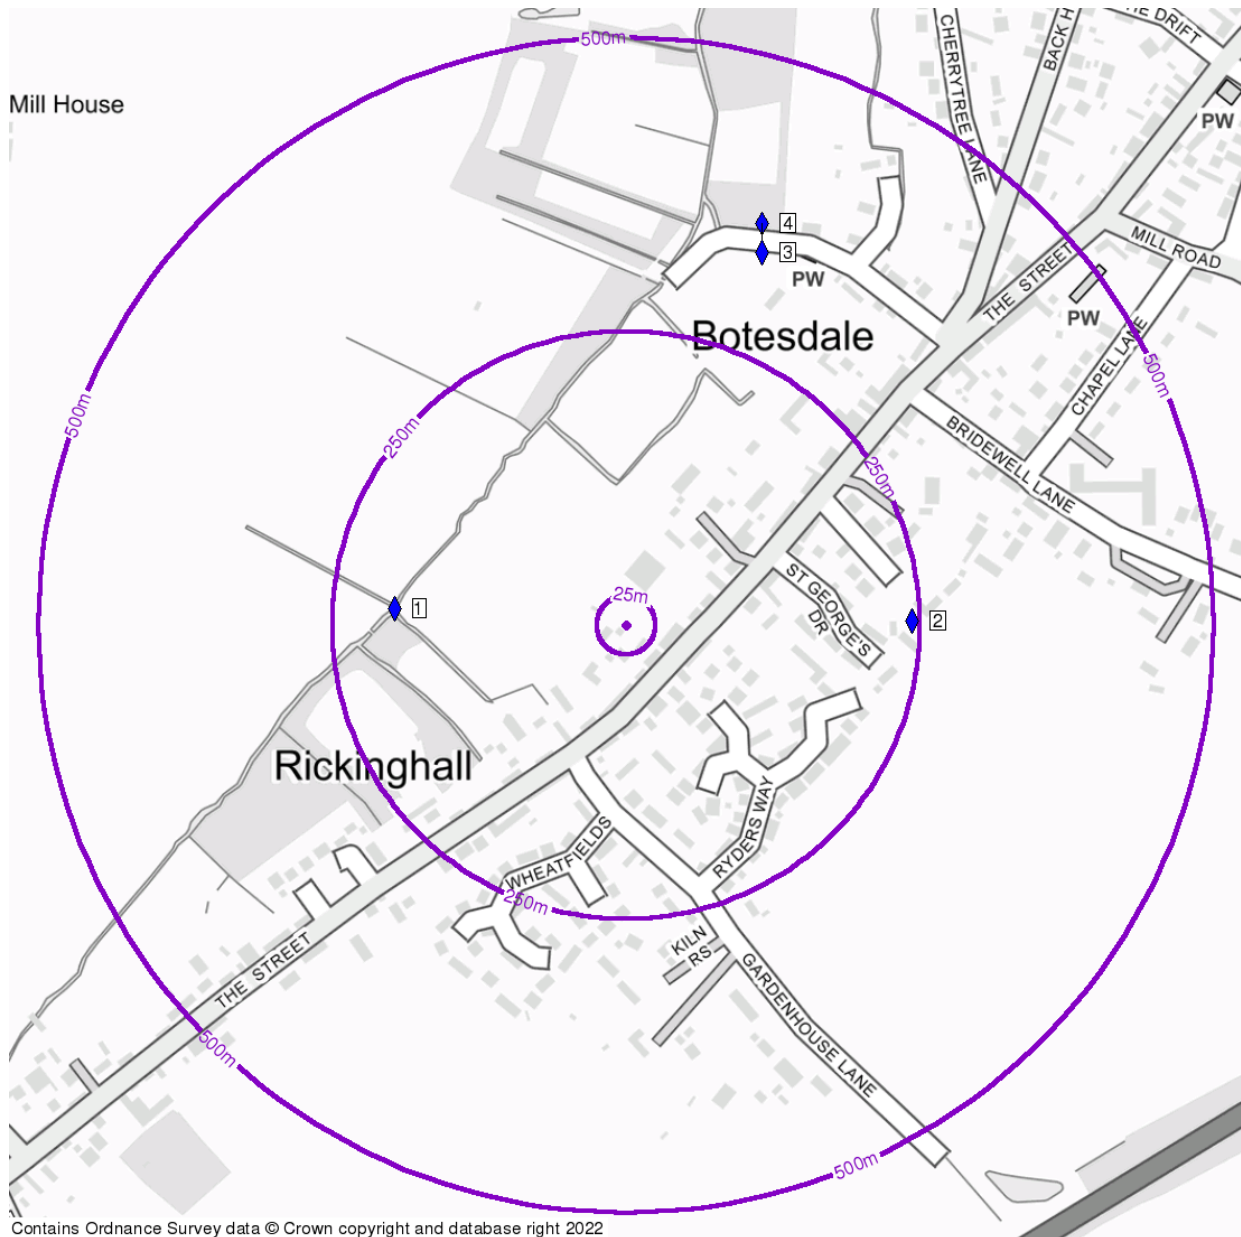 THE DRIFT
CHERRYTREE LANE
BACK H
500m
Mill House
PW
4
3
PW
MILL ROAD
THE STREET
PW
Botesdale
CHAPEL LANE
500m
500m
250m
250m
BRIDEWELL LANE
25m
ST GEORGE'S
DR
1
2
Rickinghall
RYDERS WAY
WHEATFIELDS
250m
KILN
RS
THE STREET
GARDENHOUSE LANE
500m
500m
Contains Ordnance Survey data © Crown copyright and database right 2022